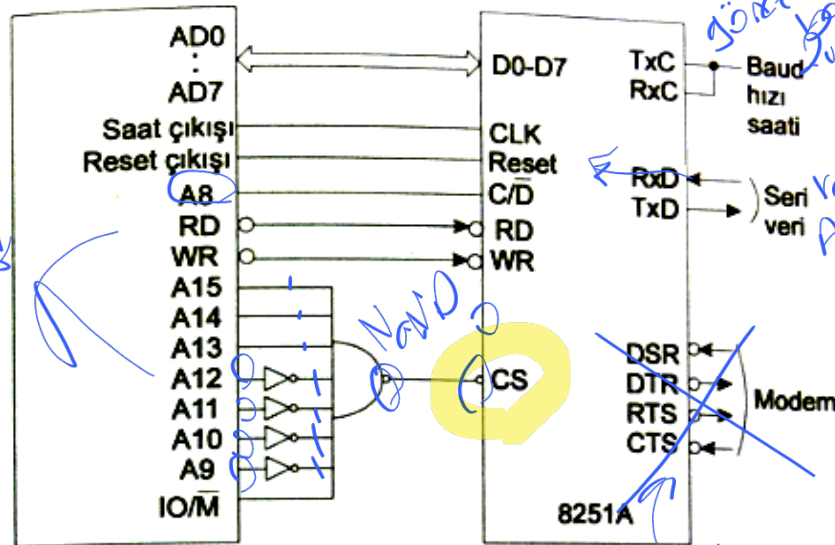 AD0
:
AD7
Saat çıkışı
Reset çıkışı
A8
RD
WR
A15
A14
A13
A12
A11
A10
A9
IO/M̅
NAND
D0-D7
CLK
Reset
C/D̅
RD
WR
CS
TxC
RxC
RxD
TxD
DSR
DTR
RTS
CTS
8251A
Baud
hızı
saati
Seri
veri
Modem